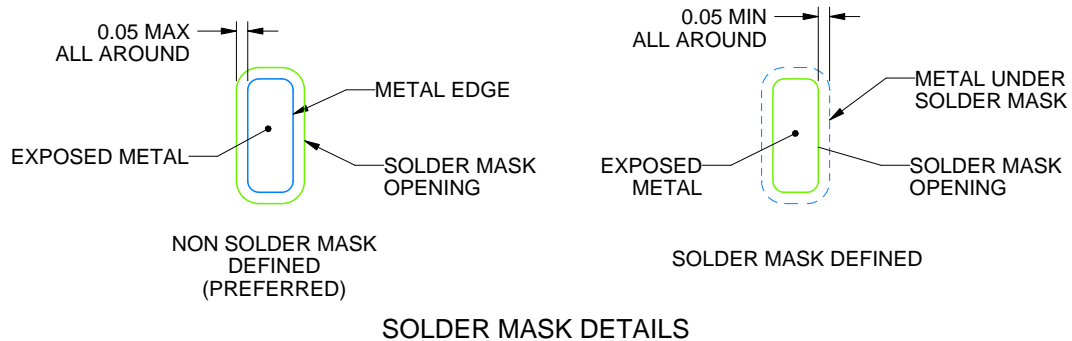 0.05 MAX
ALL AROUND
METAL EDGE
EXPOSED METAL
SOLDER MASK
OPENING
NON SOLDER MASK
DEFINED
(PREFERRED)
0.05 MIN
ALL AROUND
METAL UNDER
SOLDER MASK
EXPOSED
METAL
SOLDER MASK
OPENING
SOLDER MASK DEFINED
SOLDER MASK DETAILS